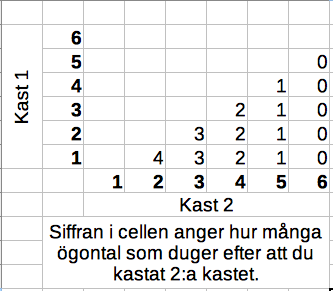 Kast 1
6
5 0
4 1 0
3 2 1 0
2 3 2 1 0
1 4 3 2 1 0
1 2 3 4 5 6
Kast 2
Siffran i cellen anger hur många
ögontal som duger efter att du
kastat 2:a kastet.